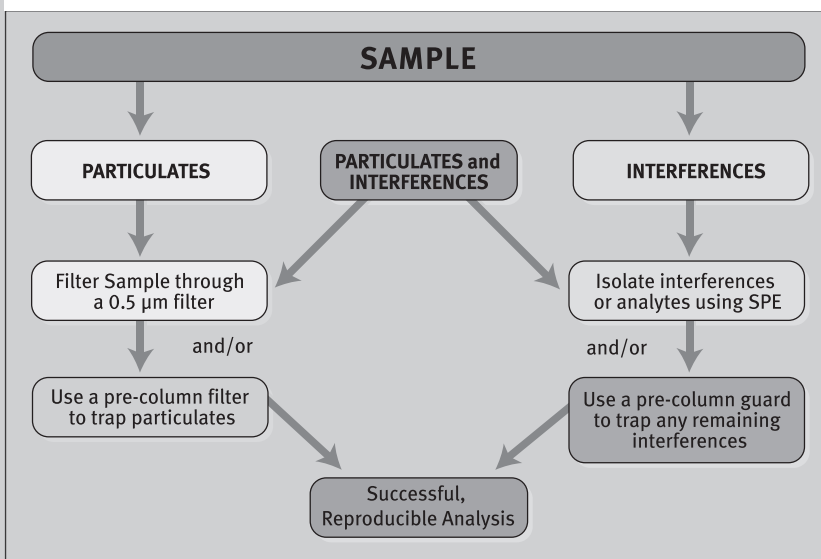 SAMPLE
PARTICULATES
PARTICULATES and
INTERFERENCES
INTERFERENCES
Filter Sample through
a 0.5 µm filter
Isolate interferences
or analytes using SPE
and/or
and/or
Use a pre-column filter
to trap particulates
Use a pre-column guard
to trap any remaining
interferences
Successful,
Reproducible Analysis